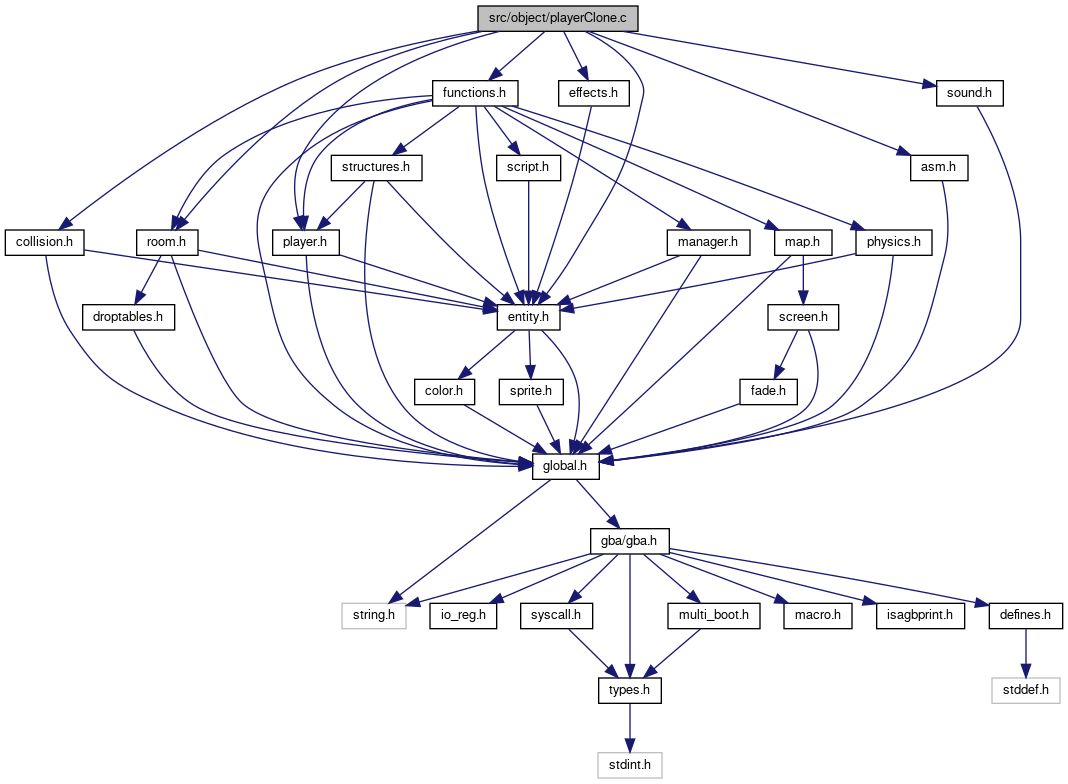 src/object/playerClone.c
functions.h
effects.h
sound.h
structures.h
script.h
asm.h
collision.h
room.h
player.h
manager.h
map.h
physics.h
droptables.h
entity.h
screen.h
color.h
sprite.h
fade.h
global.h
gba/gba.h
string.h
io_reg.h
syscall.h
multi_boot.h
macro.h
isagbprint.h
defines.h
types.h
stddef.h
stdint.h